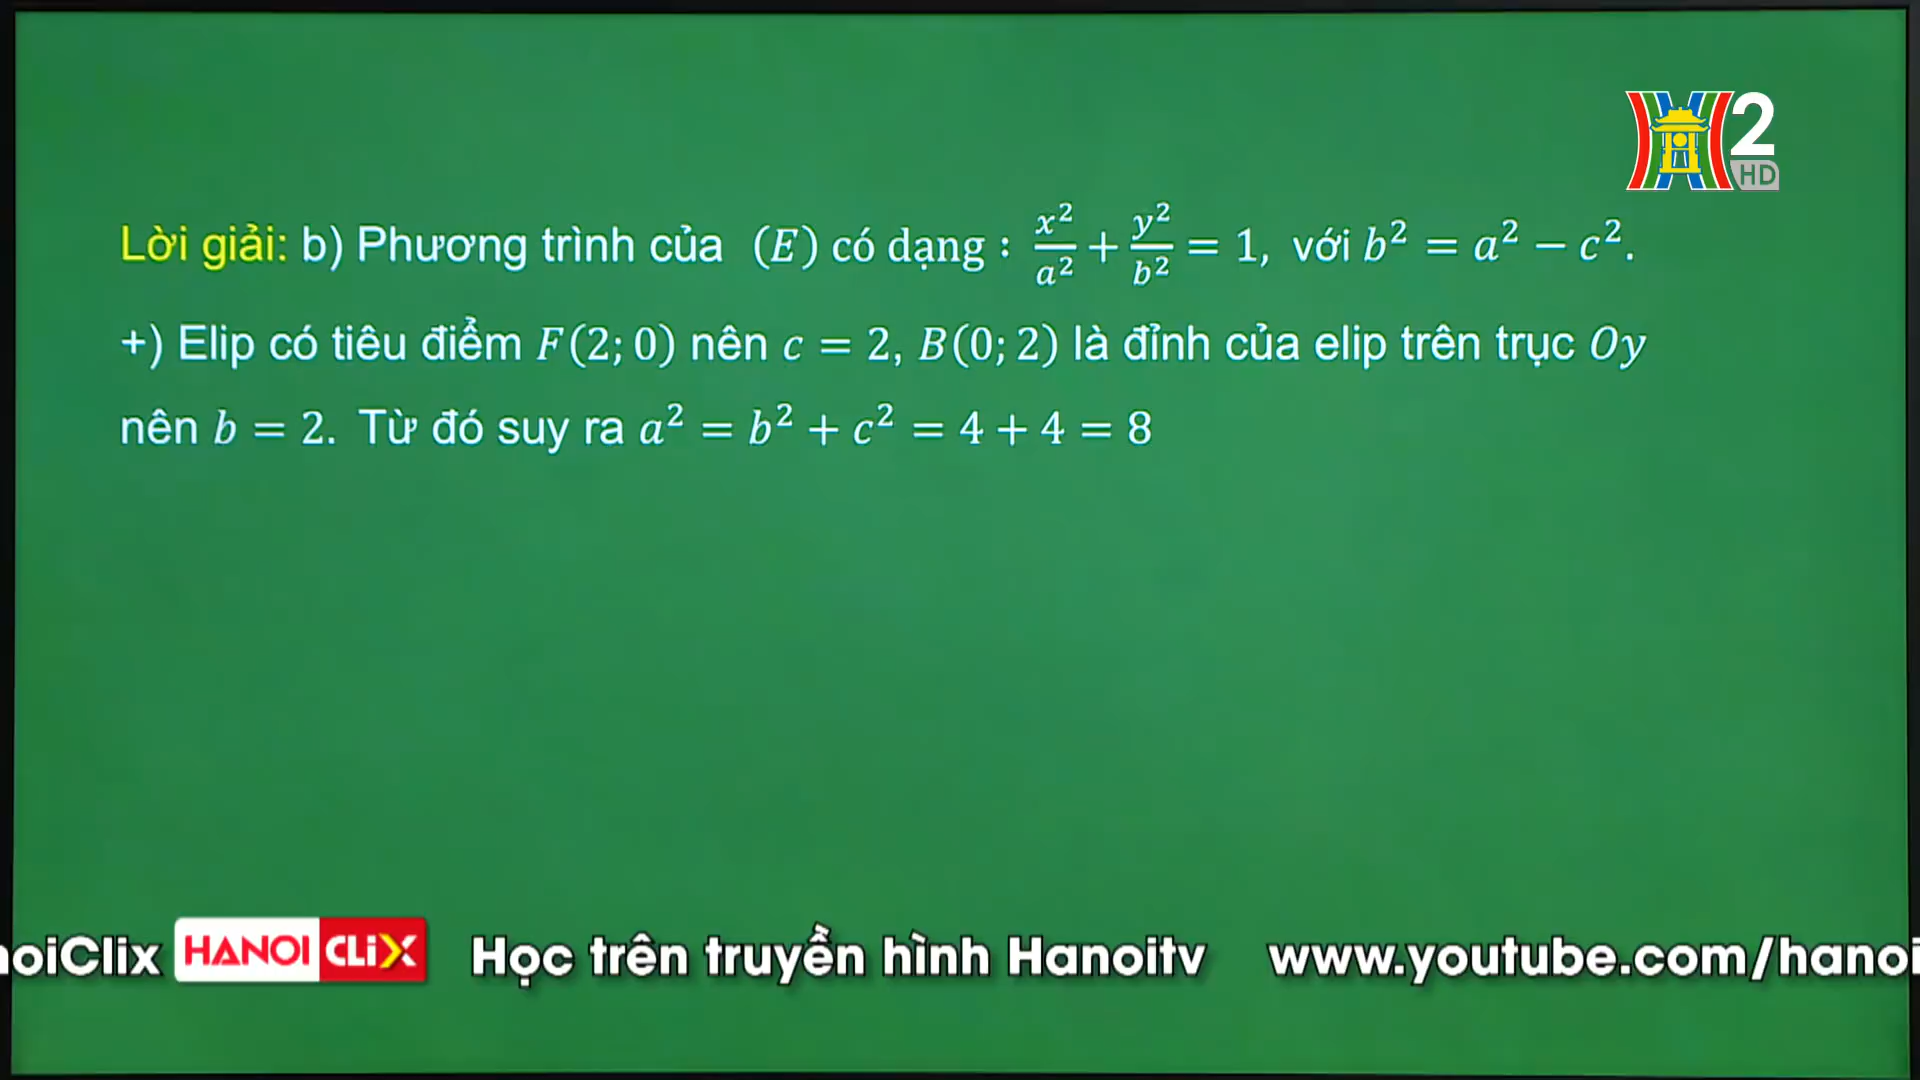 2
HD
Lời giải: b) Phương trình của (E) có dạng : x²/a² + y²/b² = 1, với b² = a² − c².
+) Elip có tiêu điểm F(2; 0) nên c = 2, B(0; 2) là đỉnh của elip trên trục Oy
nên b = 2. Từ đó suy ra a² = b² + c² = 4 + 4 = 8
noiClix HANOI CLiX Học trên truyền hình Hanoitv www.youtube.com/hanoi